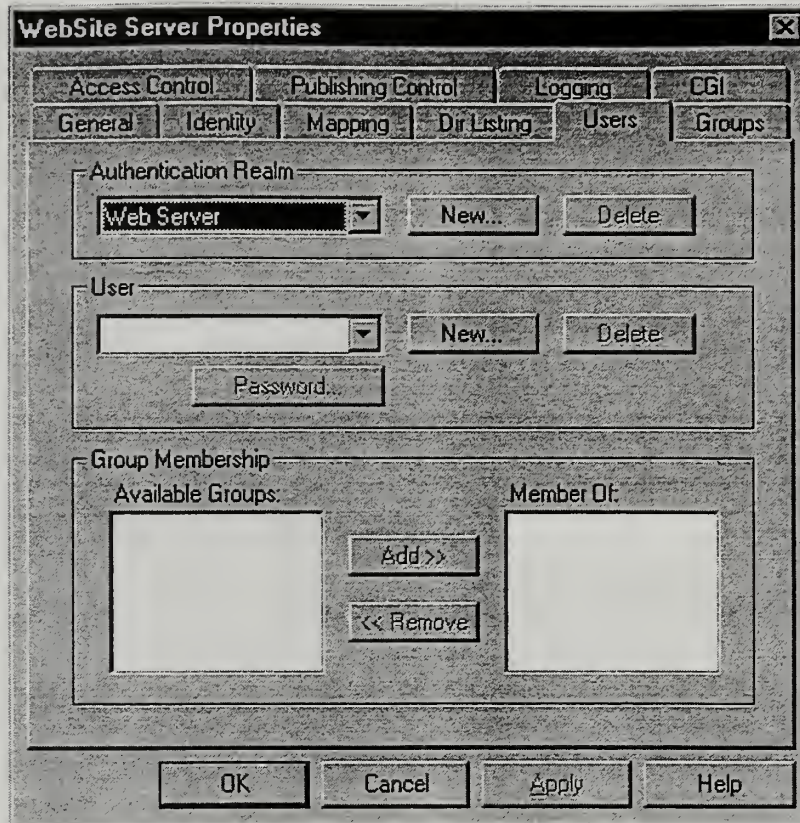 WebSite Server Properties
Access Control Publishing Control Logging CGI
General Identity Mapping Dir Listing Users Groups
Authentication Realm
Web Server New... Delete
User
New... Delete
Password...
Group Membership
Available Groups: Member Of:
Add >>
<< Remove
OK Cancel Apply Help